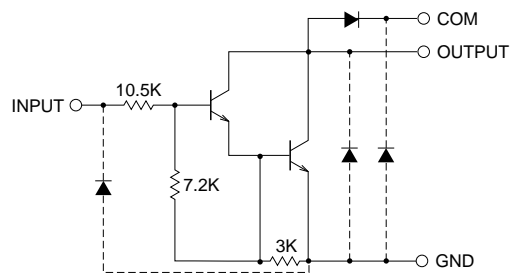 COM
OUTPUT
10.5K
INPUT
7.2K
3K
GND